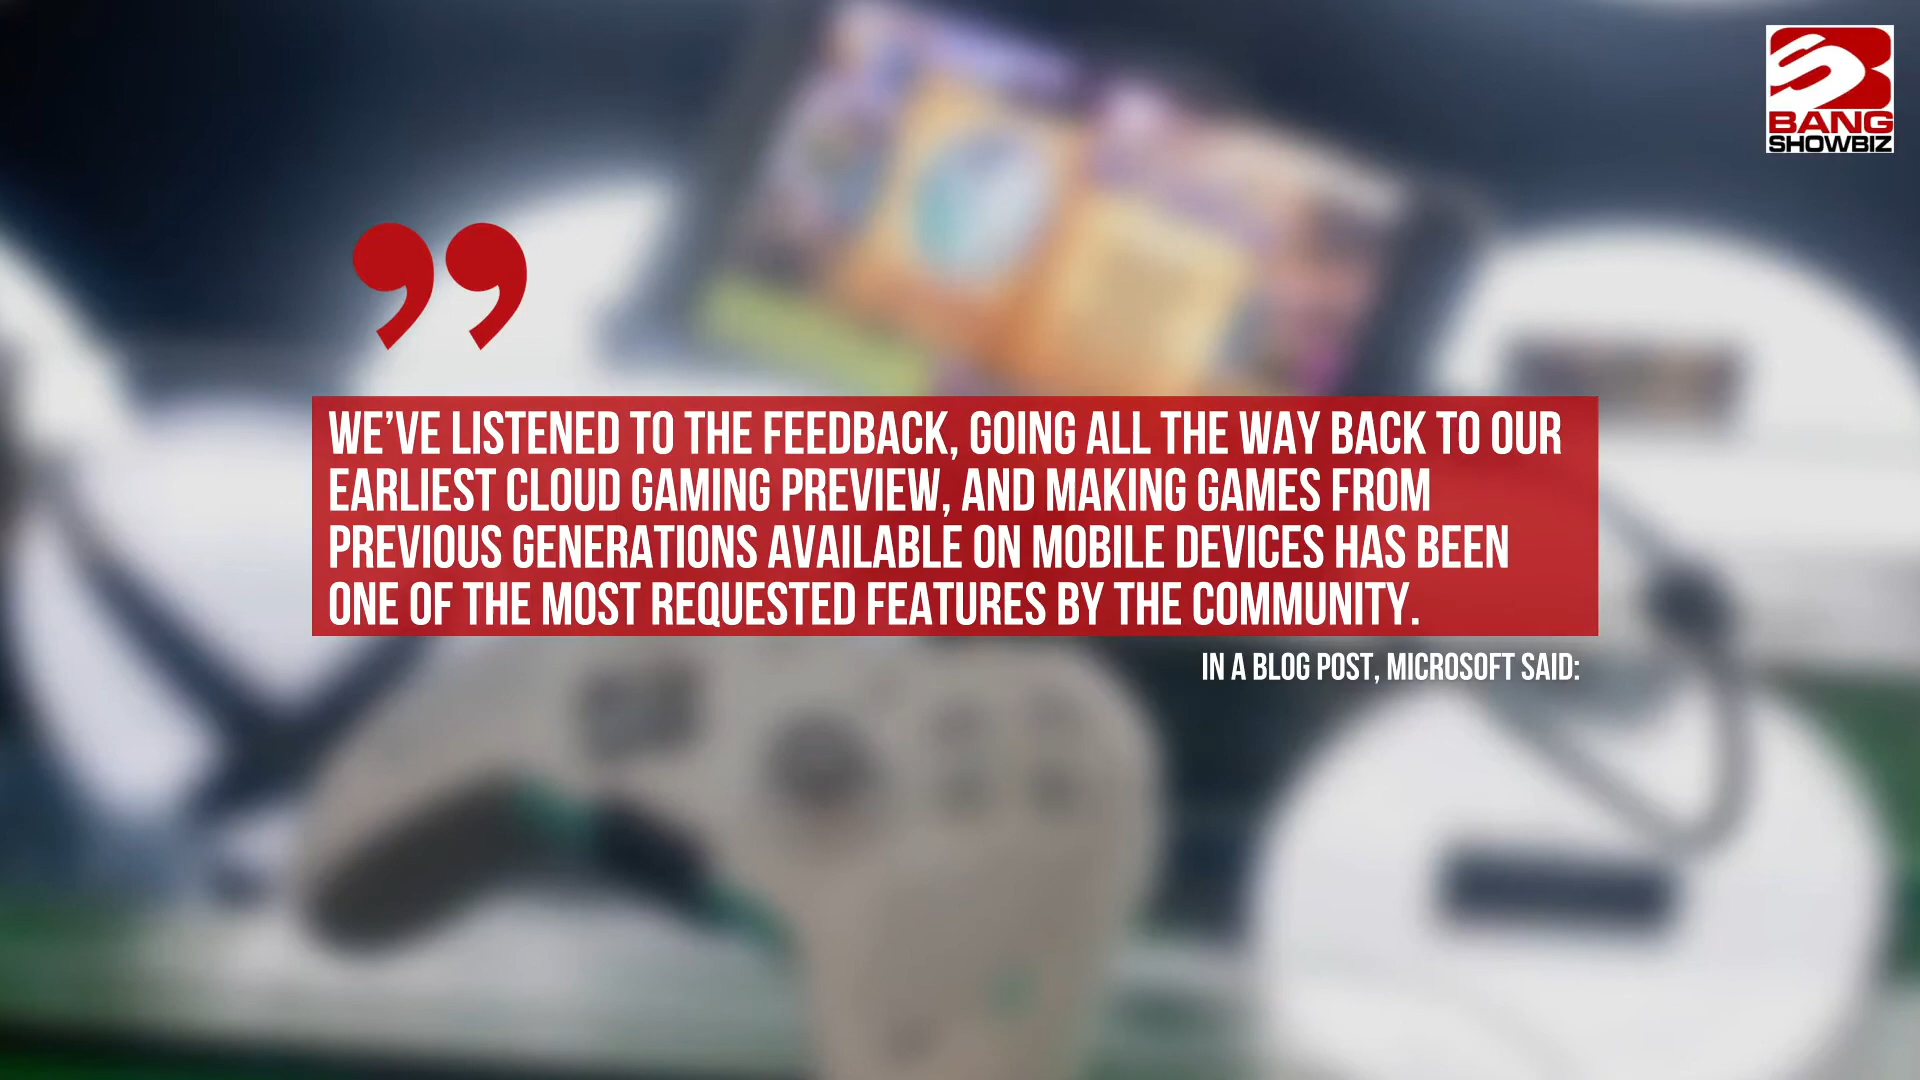 BANG
SHOWBIZ
WE’VE LISTENED TO THE FEEDBACK, GOING ALL THE WAY BACK TO OUR
EARLIEST CLOUD GAMING PREVIEW, AND MAKING GAMES FROM
PREVIOUS GENERATIONS AVAILABLE ON MOBILE DEVICES HAS BEEN
ONE OF THE MOST REQUESTED FEATURES BY THE COMMUNITY.
IN A BLOG POST, MICROSOFT SAID: